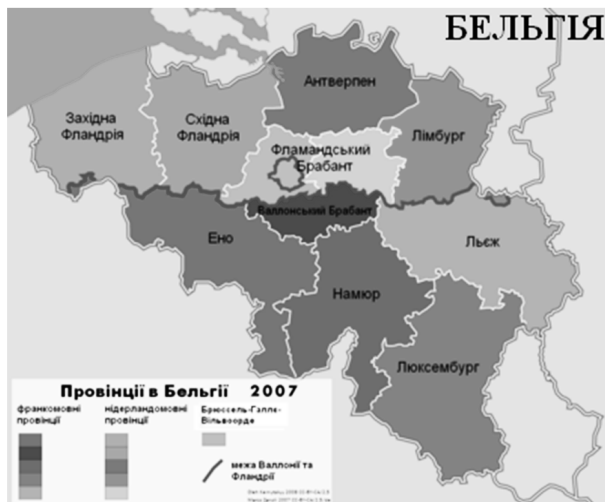 БЕЛЬГІЯ
Антверпен
Західна
Фландрія
Східна
Фландрія
Лімбург
Фламандський
Брабант
Валлонський Брабант
Ено
Льєж
Намюр
Люксембург
Провінції в Бельгії 2007
франкомовні
провінції
нідерландомовні
провінції
Брюссель-Галлє-
Вільвоорде
межа Валлонії та
Фландрії